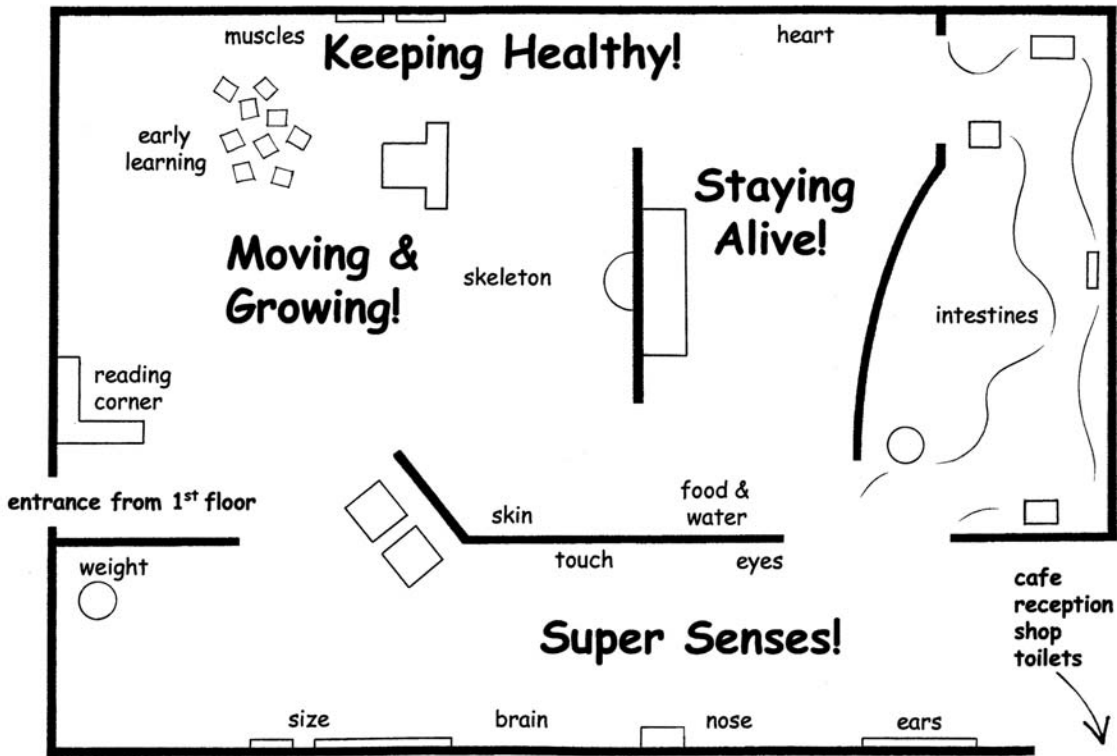 muscles
Keeping Healthy!
heart
early
learning
Staying
Alive!
Moving &
Growing!
skeleton
intestines
reading
corner
entrance from 1st floor
skin
food &
water
weight
touch
eyes
cafe
reception
shop
toilets
Super Senses!
size
brain
nose
ears